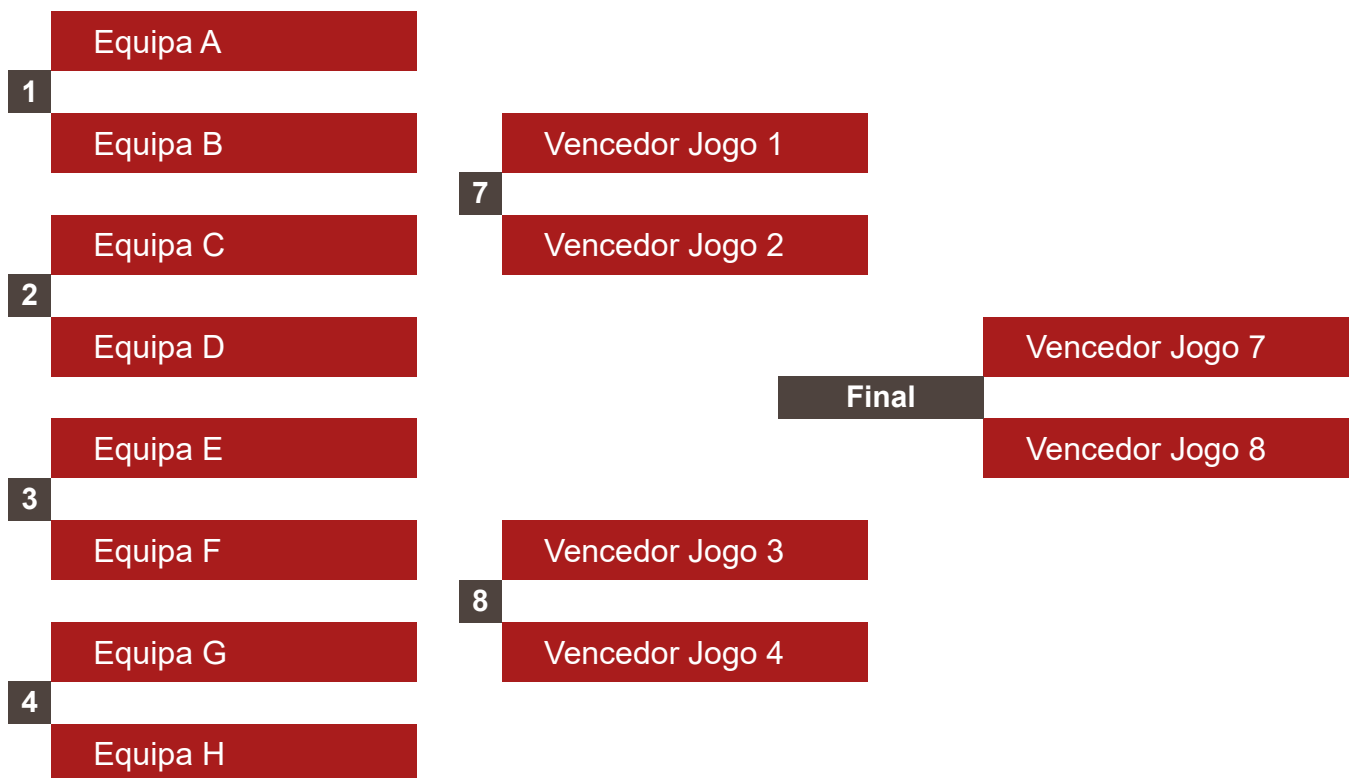 Equipa A
1
Equipa B
Vencedor Jogo 1
7
Equipa C
Vencedor Jogo 2
2
Equipa D
Vencedor Jogo 7
Final
Equipa E
Vencedor Jogo 8
3
Equipa F
Vencedor Jogo 3
8
Equipa G
Vencedor Jogo 4
4
Equipa H